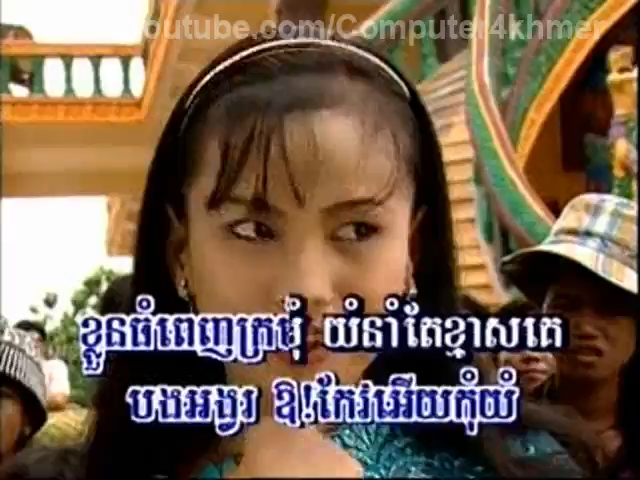 youtube.com/Computer4khmer
ខ្លួនធំពេញក្រមុំ យំនាំតែខ្មាសគេ
បងអង្វរ ឱ!កែវអើយកុំយំ